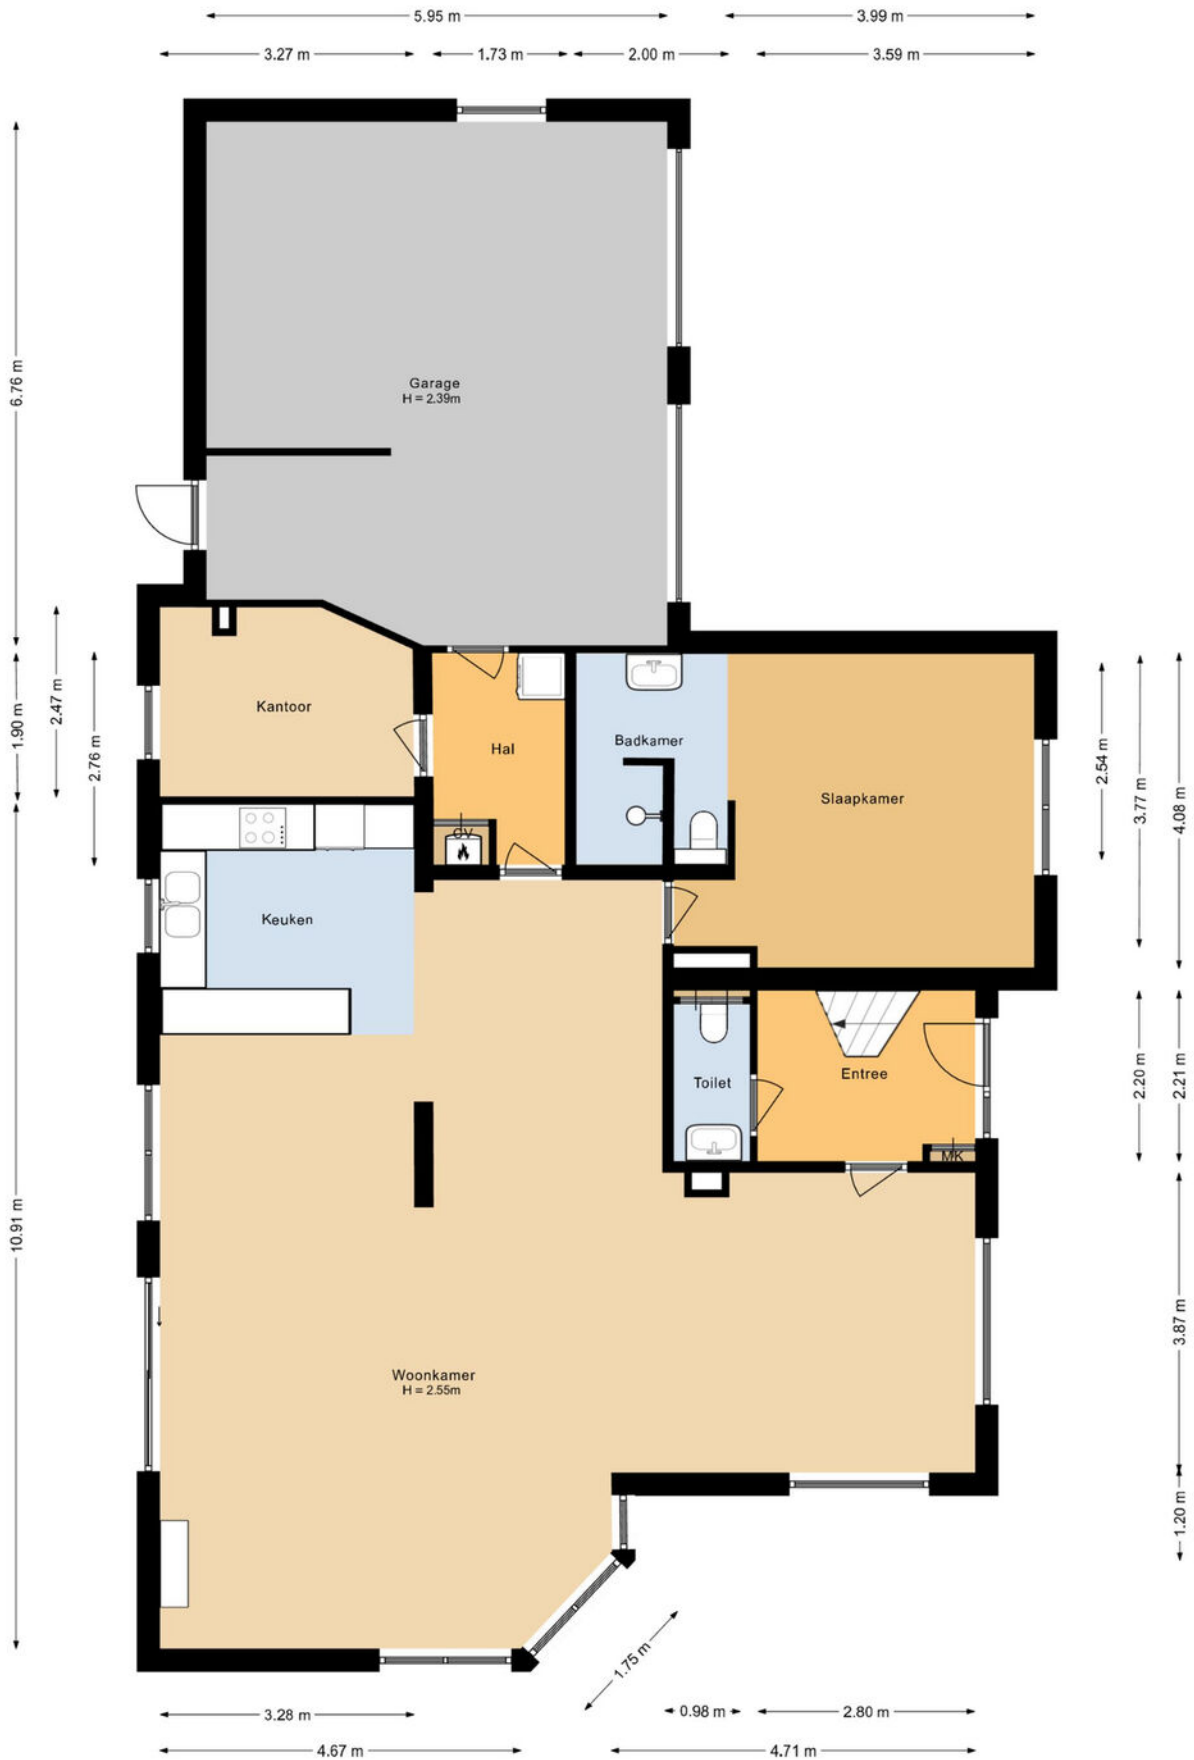 5.95 m
3.99 m
3.27 m
1.73 m
2.00 m
3.59 m
6.76 m
Garage
H = 2.39m
2.47 m
1.90 m
2.76 m
Kantoor
Hal
Badkamer
Slaapkamer
2.54 m
3.77 m
4.08 m
CV
Keuken
Toilet
Entree
MK
2.20 m
2.21 m
10.91 m
Woonkamer
H = 2.55m
3.87 m
1.20 m
1.75 m
3.28 m
0.98 m
2.80 m
4.67 m
4.71 m